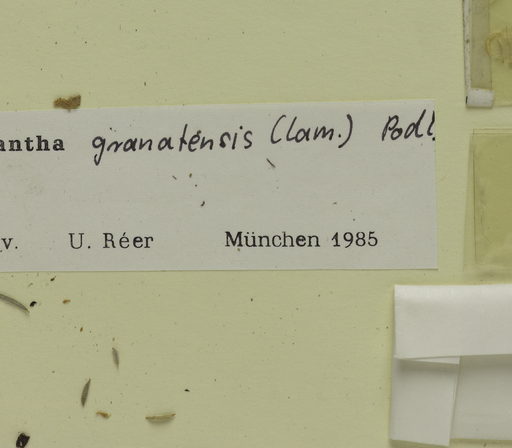 antha granatensis (Lam.) Podl.
v. U. Réer München 1985